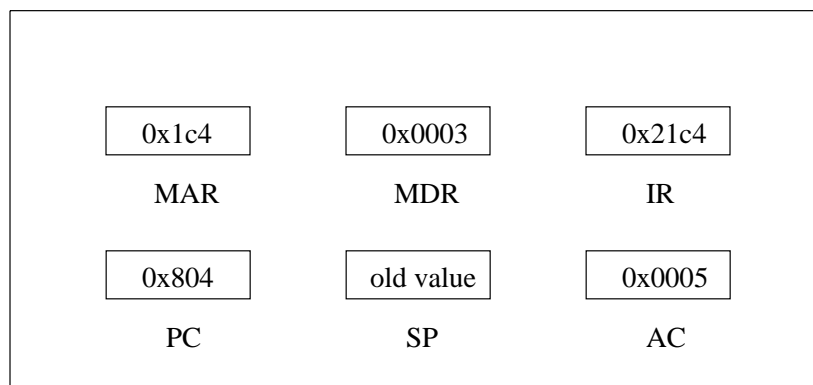 0x1c4 0x0003 0x21c4
MAR MDR IR
0x804 old value 0x0005
PC SP AC